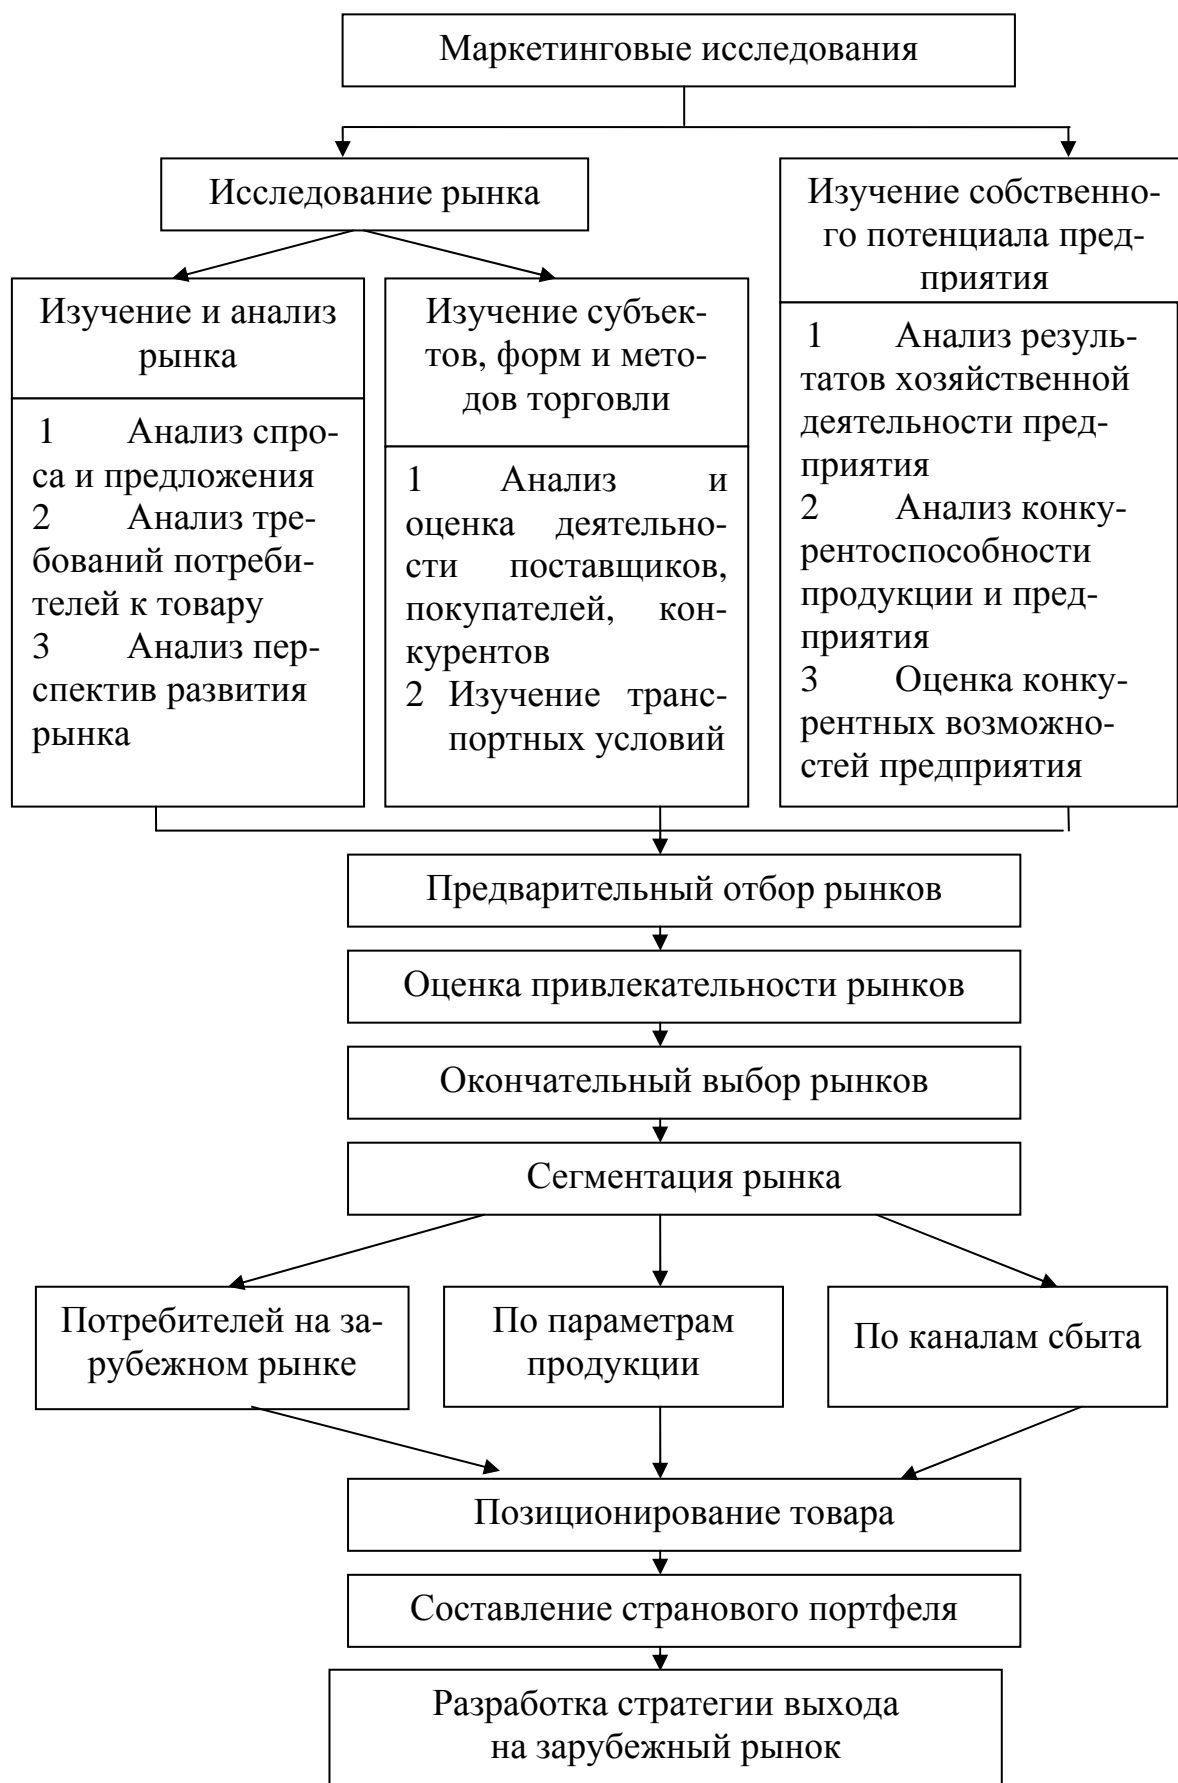 Маркетинговые исследования
Исследование рынка
Изучение собственно-
го потенциала пред-
приятия
Изучение и анализ
рынка
1 Анализ спро-
са и предложения
2 Анализ тре-
бований потреби-
телей к товару
3 Анализ пер-
спектив развития
рынка
Изучение субъек-
тов, форм и мето-
дов торговли
1 Анализ и
оценка деятельно-
сти поставщиков,
покупателей, кон-
курентов
2 Изучение транс-
портных условий
1 Анализ резуль-
татов хозяйственной
деятельности пред-
приятия
2 Анализ конку-
рентоспособности
продукции и пред-
приятия
3 Оценка конку-
рентных возможно-
стей предприятия
Предварительный отбор рынков
Оценка привлекательности рынков
Окончательный выбор рынков
Сегментация рынка
Потребителей на за-
рубежном рынке
По параметрам
продукции
По каналам сбыта
Позиционирование товара
Составление странового портфеля
Разработка стратегии выхода
на зарубежный рынок